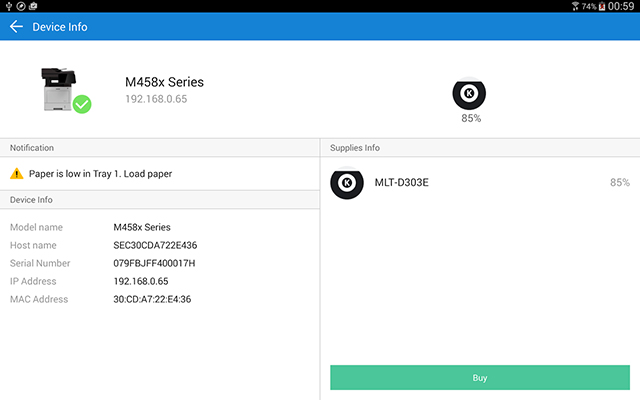 74% 00:59
Device Info
M458x Series
192.168.0.65
K
85%
Notification
Paper is low in Tray 1. Load paper
Device Info
Model name M458x Series
Host name SEC30CDA722E436
Serial Number 079FBJFF400017H
IP Address 192.168.0.65
MAC Address 30:CD:A7:22:E4:36
Supplies Info
K MLT-D303E 85%
Buy